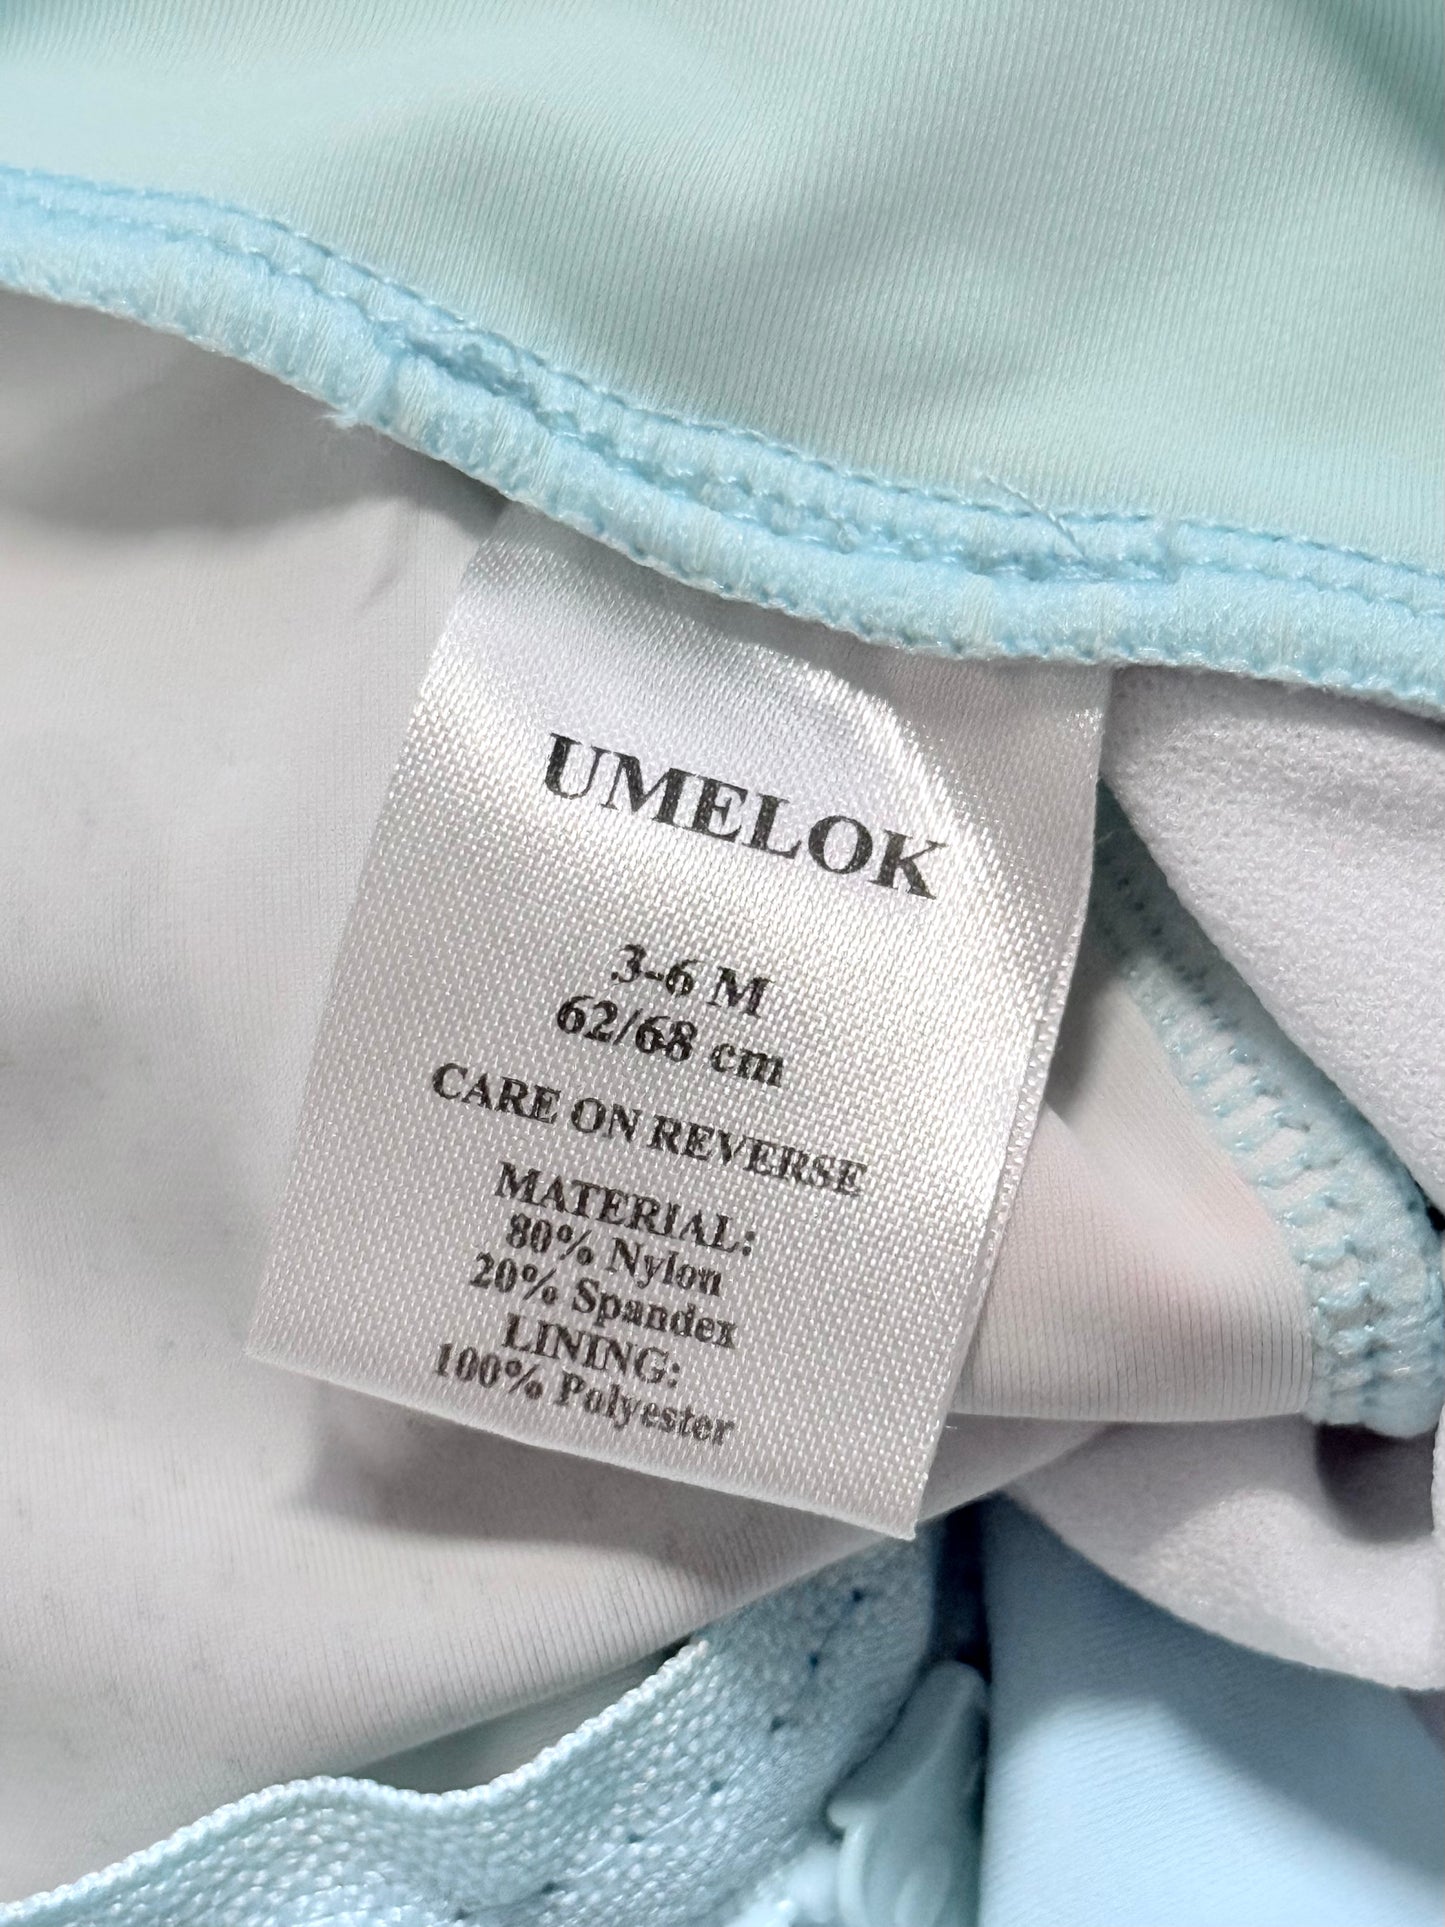 UMELOK
3-6 M
62/68 cm
CARE ON REVERSE
MATERIAL:
80% Nylon
20% Spandex
LINING:
100% Polyester